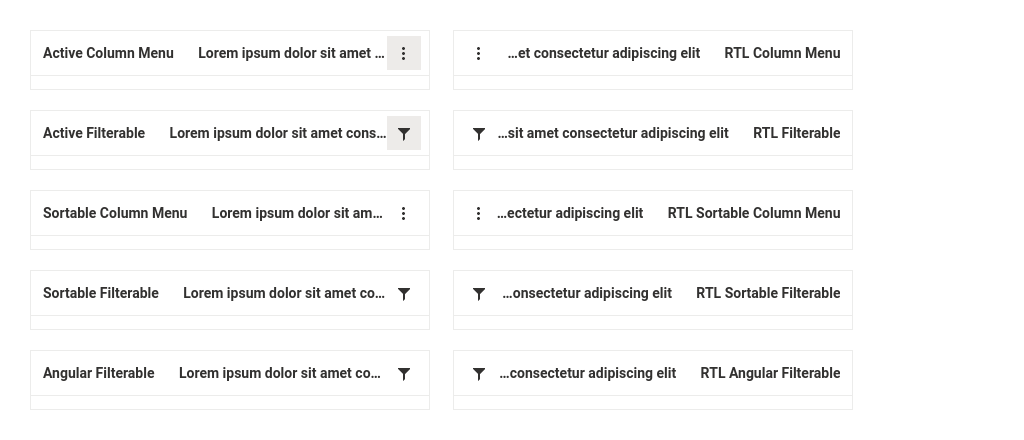 Active Column Menu Lorem ipsum dolor sit amet ...
...et consectetur adipiscing elit RTL Column Menu
Active Filterable Lorem ipsum dolor sit amet cons...
...sit amet consectetur adipiscing elit RTL Filterable
Sortable Column Menu Lorem ipsum dolor sit am...
...ectetur adipiscing elit RTL Sortable Column Menu
Sortable Filterable Lorem ipsum dolor sit amet co...
...onsectetur adipiscing elit RTL Sortable Filterable
Angular Filterable Lorem ipsum dolor sit amet co...
...consectetur adipiscing elit RTL Angular Filterable